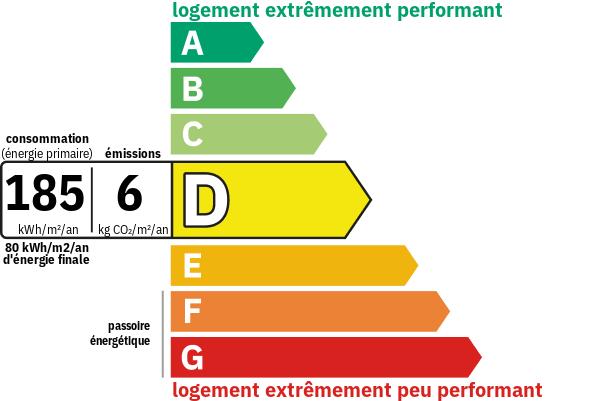 logement extrêmement performant
A
B
C
consommation
(énergie primaire) émissions
185 6 D
kWh/m²/an kg CO₂/m²/an
80 kWh/m2/an
d'énergie finale
E
F
passoire
énergétique
G
logement extrêmement peu performant